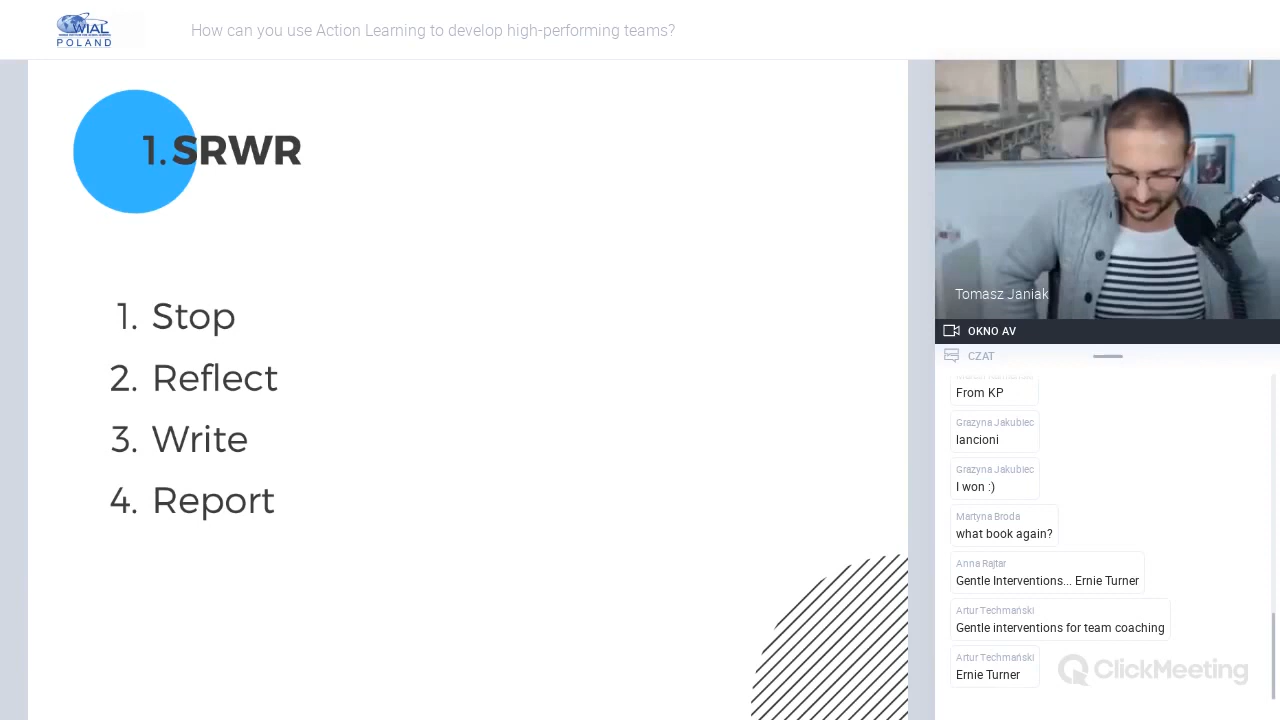 WIAL
POLAND
How can you use Action Learning to develop high-performing teams?
1. SRWR
1. Stop
2. Reflect
3. Write
4. Report
Tomasz Janiak
OKNO AV
CZAT
From KP
Grazyna Jakubiec
lancioni
Grazyna Jakubiec
I won :)
Martyna Broda
what book again?
Anna Rajtar
Gentle Interventions... Ernie Turner
Artur Techmański
Gentle interventions for team coaching
Artur Techmański
Ernie Turner
ClickMeeting